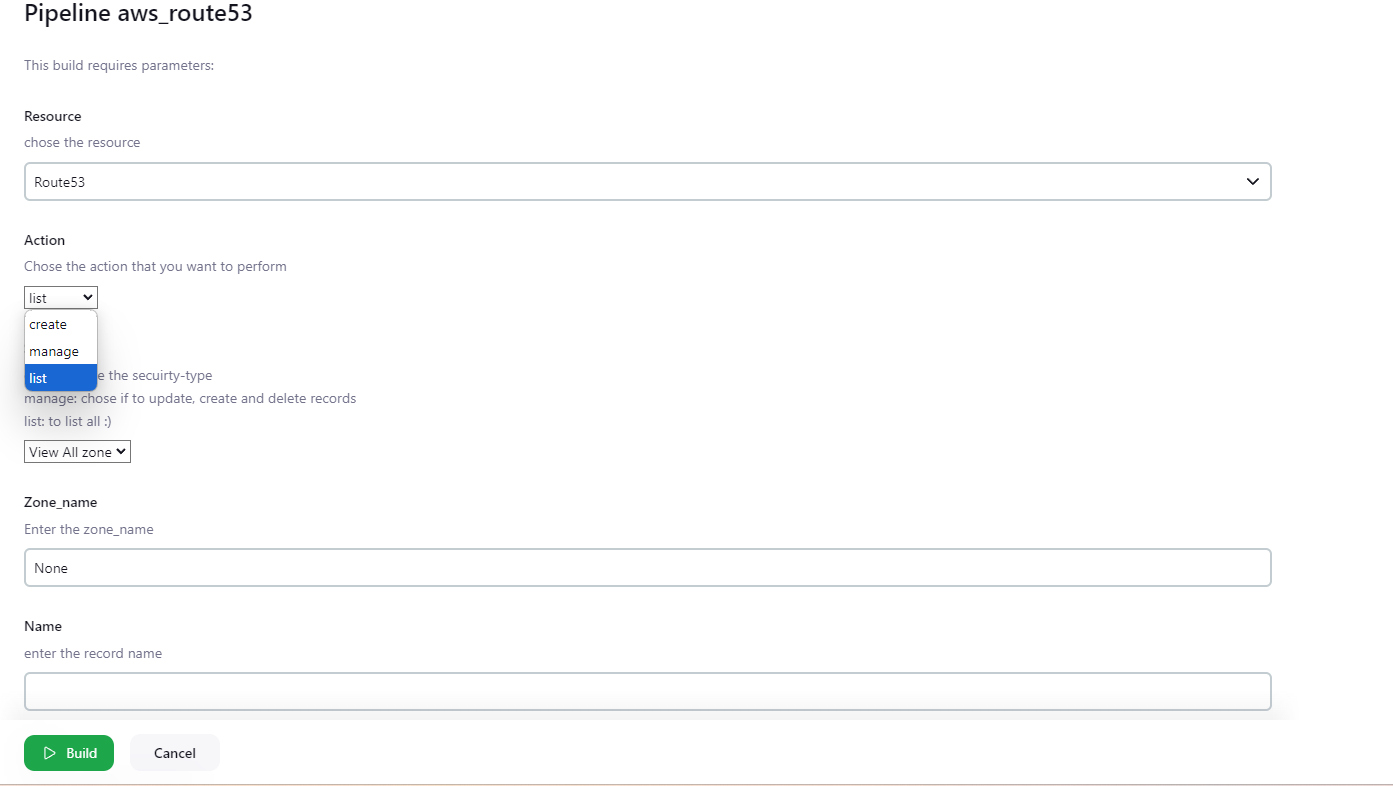 Pipeline aws_route53
This build requires parameters:
Resource
chose the resource
Route53
Action
Chose the action that you want to perform
list
create
manage
list
the secuirty-type
manage: chose if to update, create and delete records
list: to list all :)
View All zone
Zone_name
Enter the zone_name
None
Name
enter the record name
Build
Cancel